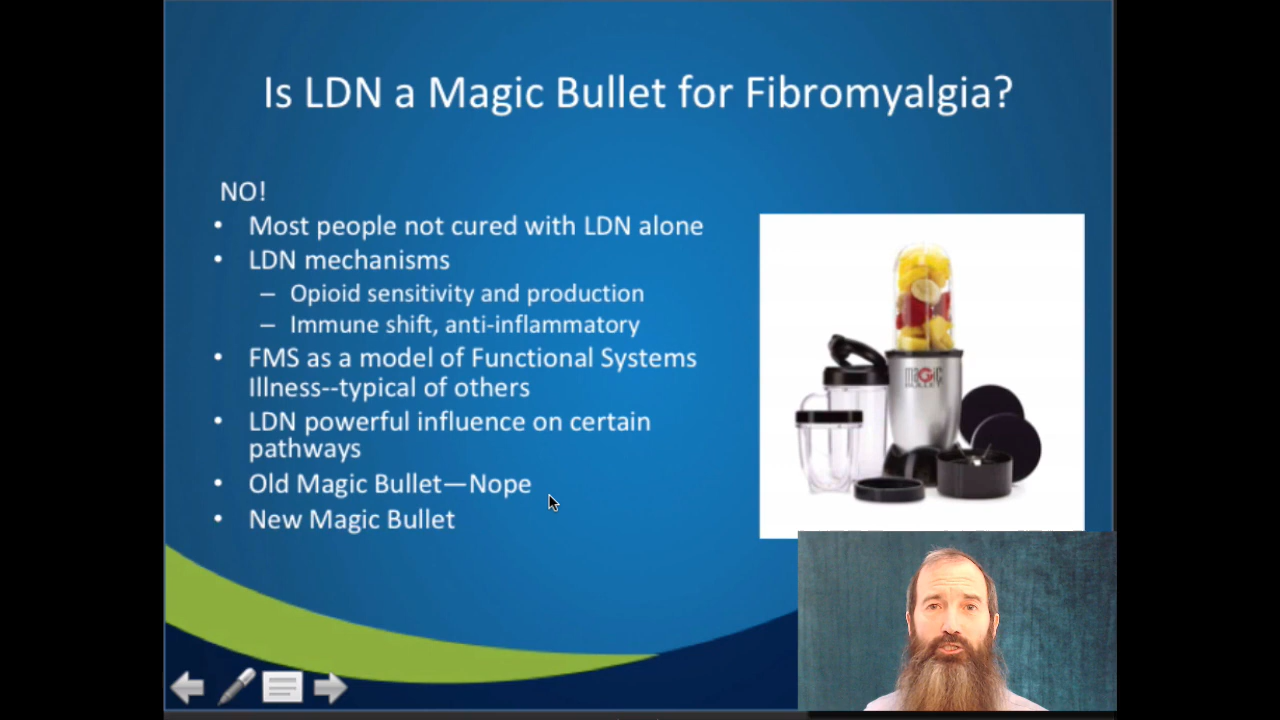 Is LDN a Magic Bullet for Fibromyalgia?
NO!
• Most people not cured with LDN alone
• LDN mechanisms
– Opioid sensitivity and production
– Immune shift, anti-inflammatory
• FMS as a model of Functional Systems
Illness--typical of others
• LDN powerful influence on certain
pathways
• Old Magic Bullet—Nope
• New Magic Bullet
magic
BULLET